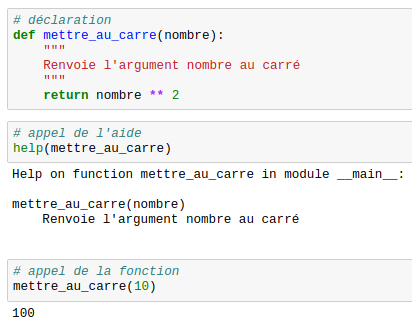 # déclaration
def mettre_au_carre(nombre):
    """
    Renvoie l'argument nombre au carré
    """
    return nombre ** 2
# appel de l'aide
help(mettre_au_carre)
Help on function mettre_au_carre in module __main__:
mettre_au_carre(nombre)
    Renvoie l'argument nombre au carré
# appel de la fonction
mettre_au_carre(10)
100